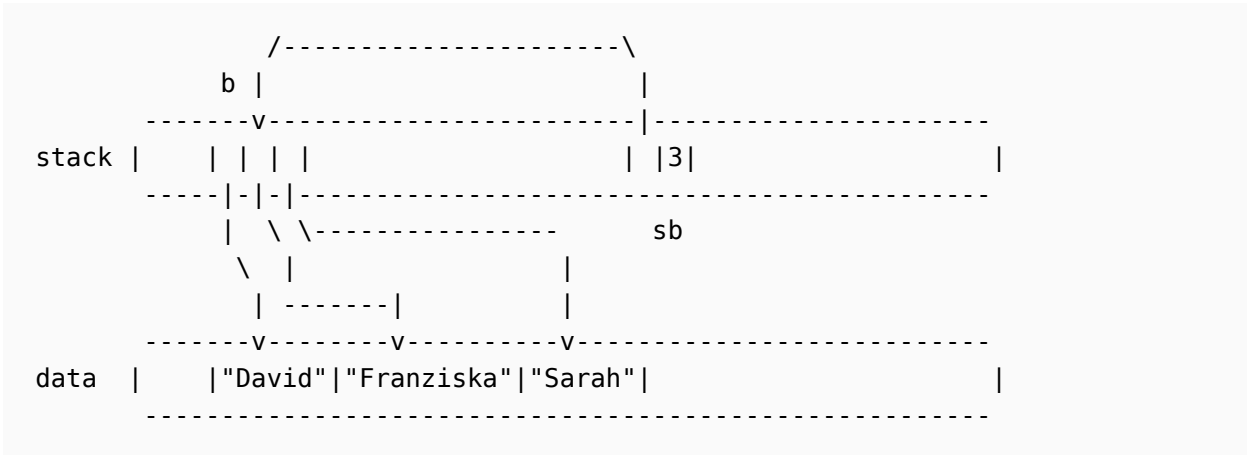 /----------------------\
            b |                        |
       -------v------------------------|----------------------
stack |    | | | |                    | |3|                   |
       -----|-|-|---------------------------------------------
            |  \ \----------------      sb
             \  |                 |
              | -------|          |
       -------v--------v----------v---------------------------
data  |    |"David"|"Franziska"|"Sarah"|                      |
       -------------------------------------------------------